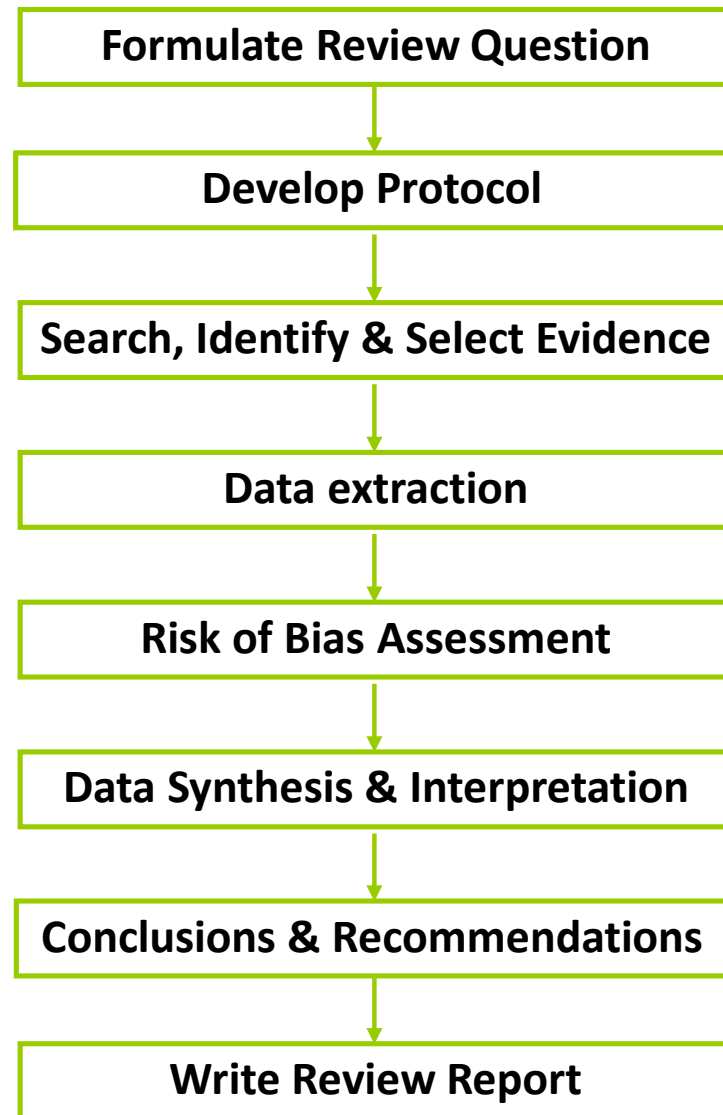 Formulate Review Question
Develop Protocol
Search, Identify & Select Evidence
Data extraction
Risk of Bias Assessment
Data Synthesis & Interpretation
Conclusions & Recommendations
Write Review Report